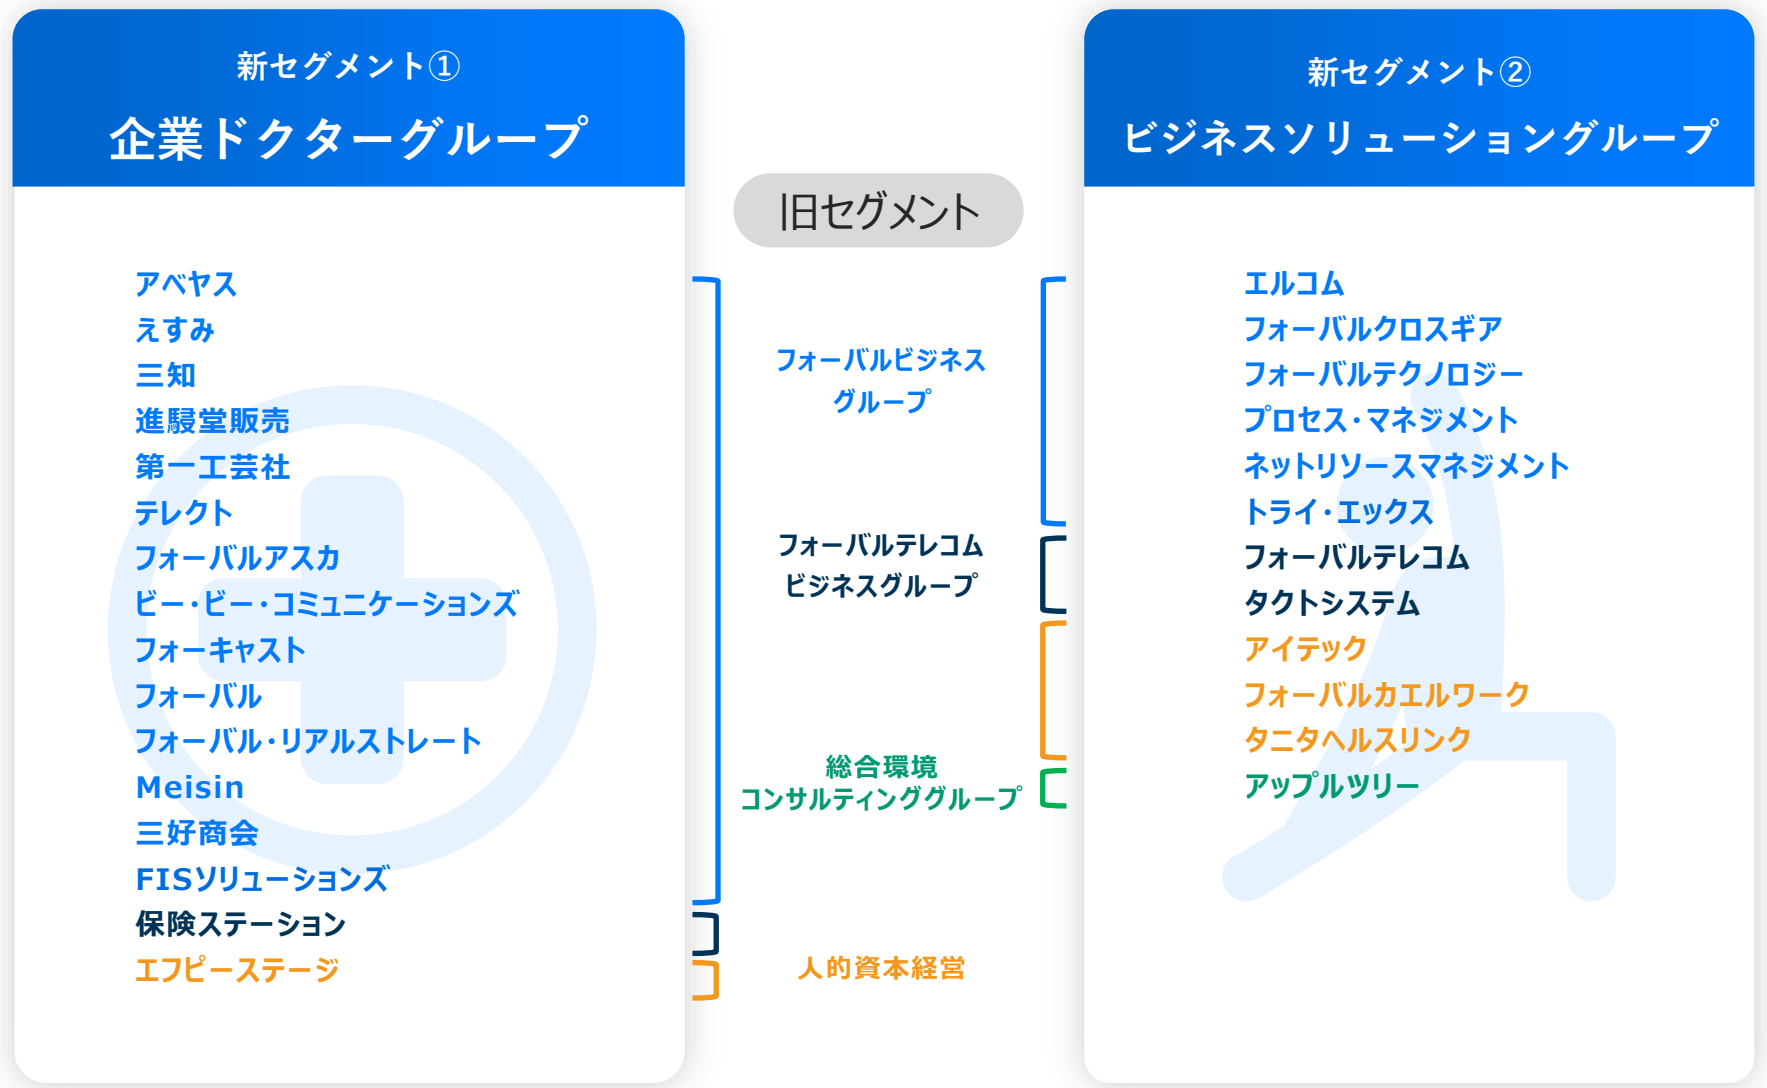 新セグメント①
企業ドクターグループ
アベヤス
えすみ
三知
進駸堂販売
第一工芸社
テレクト
フォーバルアスカ
ビー・ビー・コミュニケーションズ
フォーキャスト
フォーバル
フォーバル・リアルストレート
Meisin
三好商会
FISソリューションズ
保険ステーション
エフピーステージ
旧セグメント
フォーバルビジネス
グループ
フォーバルテレコム
ビジネスグループ
総合環境
コンサルティンググループ
人的資本経営
新セグメント②
ビジネスソリューショングループ
エルコム
フォーバルクロスギア
フォーバルテクノロジー
プロセス・マネジメント
ネットリソースマネジメント
トライ・エックス
フォーバルテレコム
タクトシステム
アイテック
フォーバルカエルワーク
タニタヘルスリンク
アップルツリー